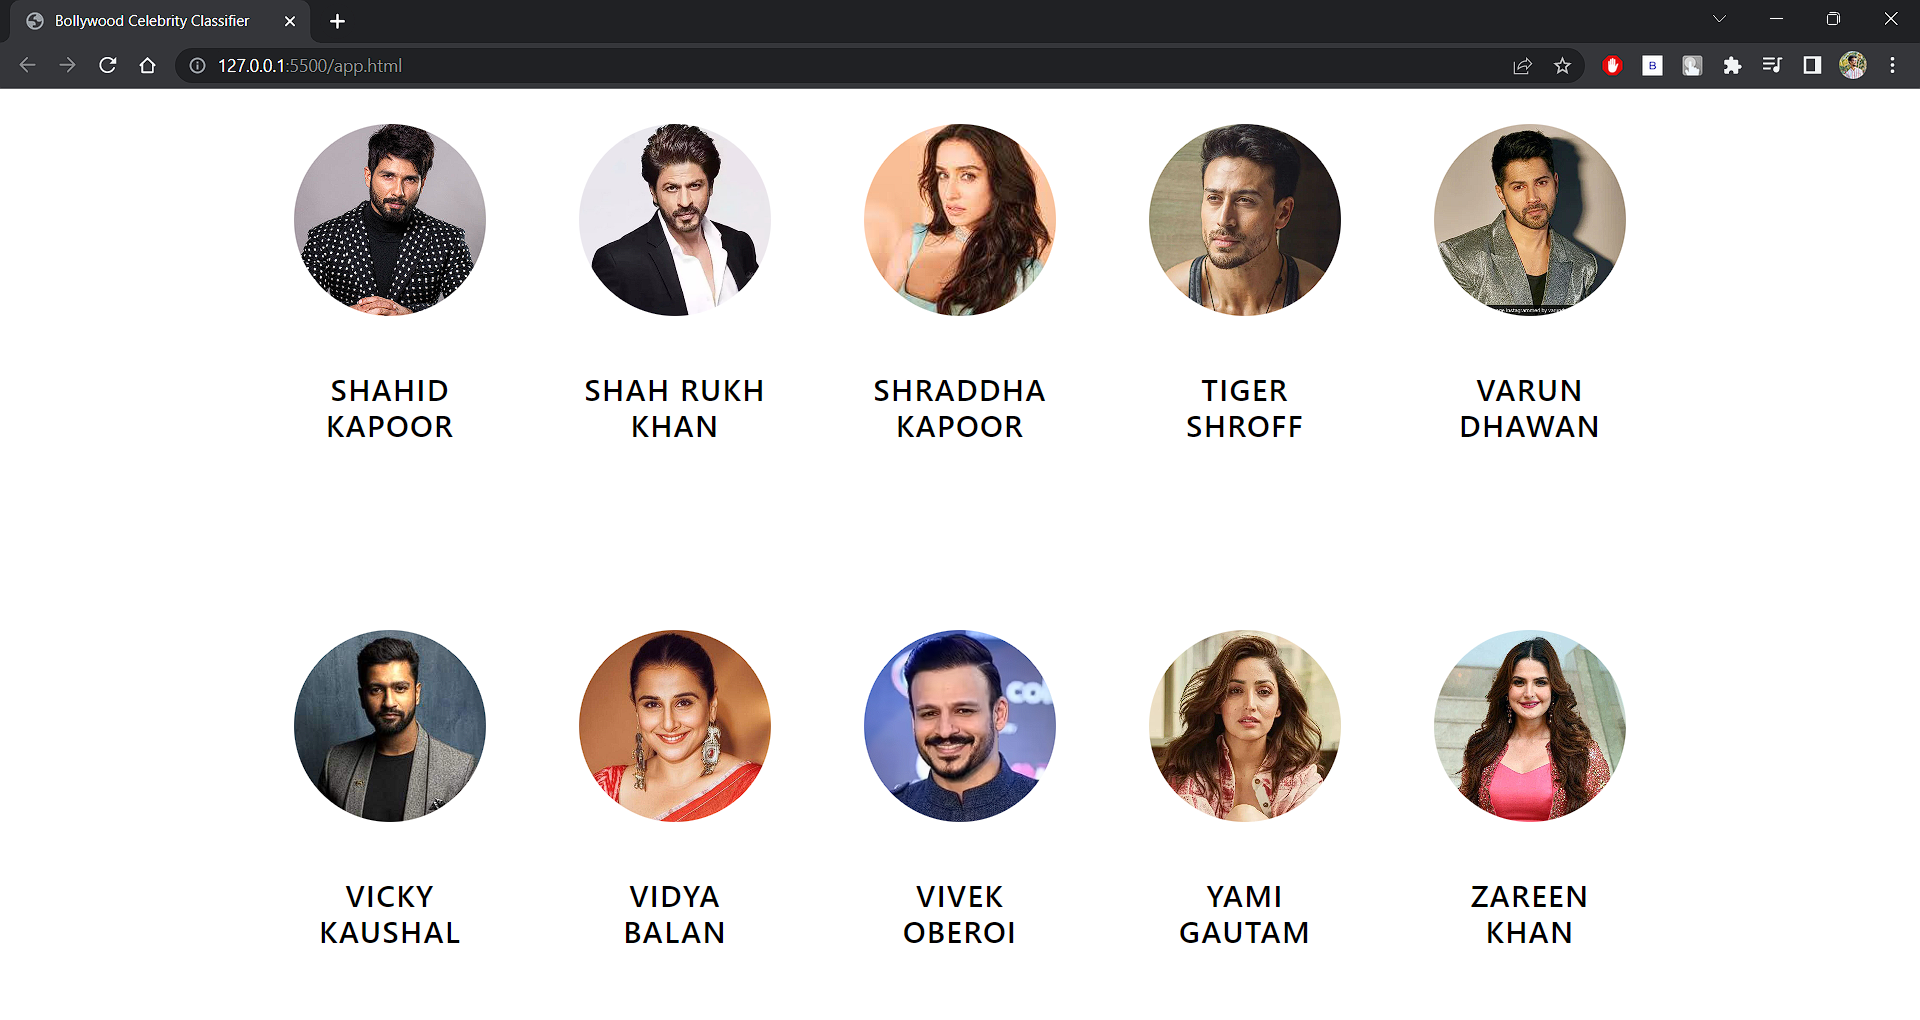 Bollywood Celebrity Classifier
127.0.0.1:5500/app.html
B
SHAHID
KAPOOR
SHAH RUKH
KHAN
SHRADDHA
KAPOOR
TIGER
SHROFF
VARUN
DHAWAN
VICKY
KAUSHAL
VIDYA
BALAN
VIVEK
OBEROI
YAMI
GAUTAM
ZAREEN
KHAN